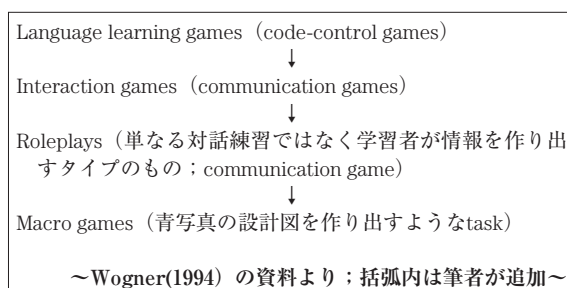 Language learning games（code-control games）
↓
Interaction games（communication games）
↓
Roleplays（単なる対話練習ではなく学習者が情報を作り出
すタイプのもの；communication game）
↓
Macro games（青写真の設計図を作り出すようなtask）
～Wogner(1994）の資料より；括弧内は筆者が追加～